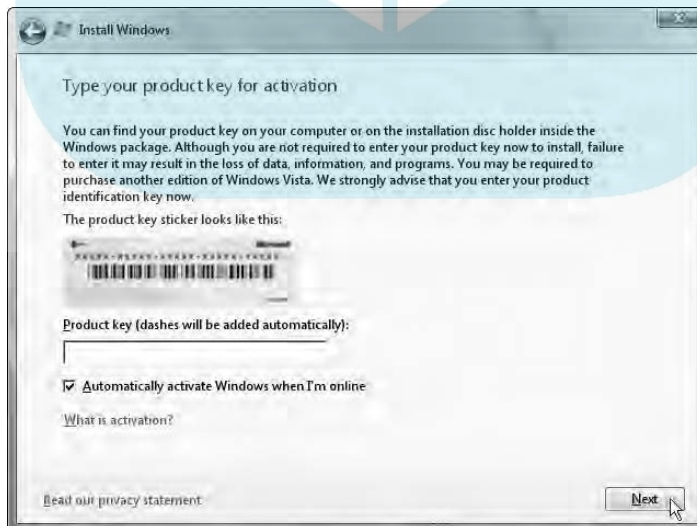 Install Windows
Type your product key for activation
You can find your product key on your computer or on the installation disc holder inside the
Windows package. Although you are not required to enter your product key now to install, failure
to enter it may result in the loss of data, information, and programs. You may be required to
purchase another edition of Windows Vista. We strongly advise that you enter your product
identification key now.
The product key sticker looks like this:
Product key (dashes will be added automatically):
Automatically activate Windows when I'm online
What is activation?
Read our privacy statement
Next